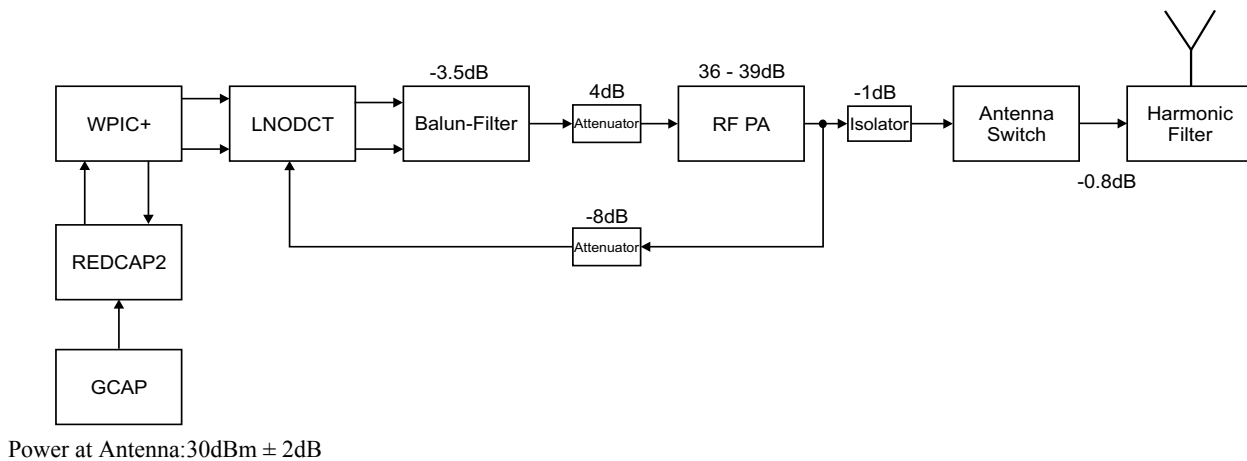 -3.5dB
36 - 39dB
4dB
-1dB
WPIC+
LNODCT
Balun-Filter
Attenuator
RF PA
Isolator
Antenna
Switch
Harmonic
Filter
-0.8dB
-8dB
Attenuator
REDCAP2
GCAP
Power at Antenna:30dBm ± 2dB